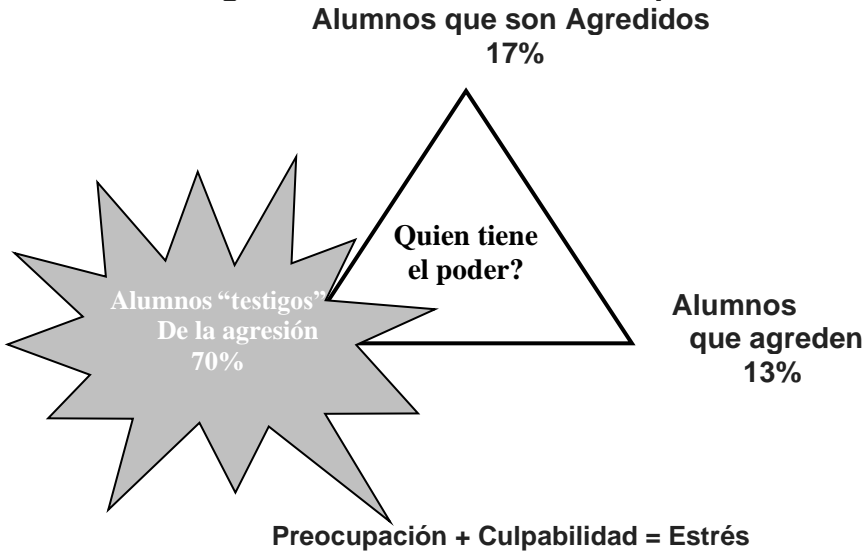 Alumnos que son Agredidos
17%
Quien tiene
el poder?
Alumnos “testigos”
De la agresión
70%
Alumnos
que agreden
13%
Preocupación + Culpabilidad = Estrés